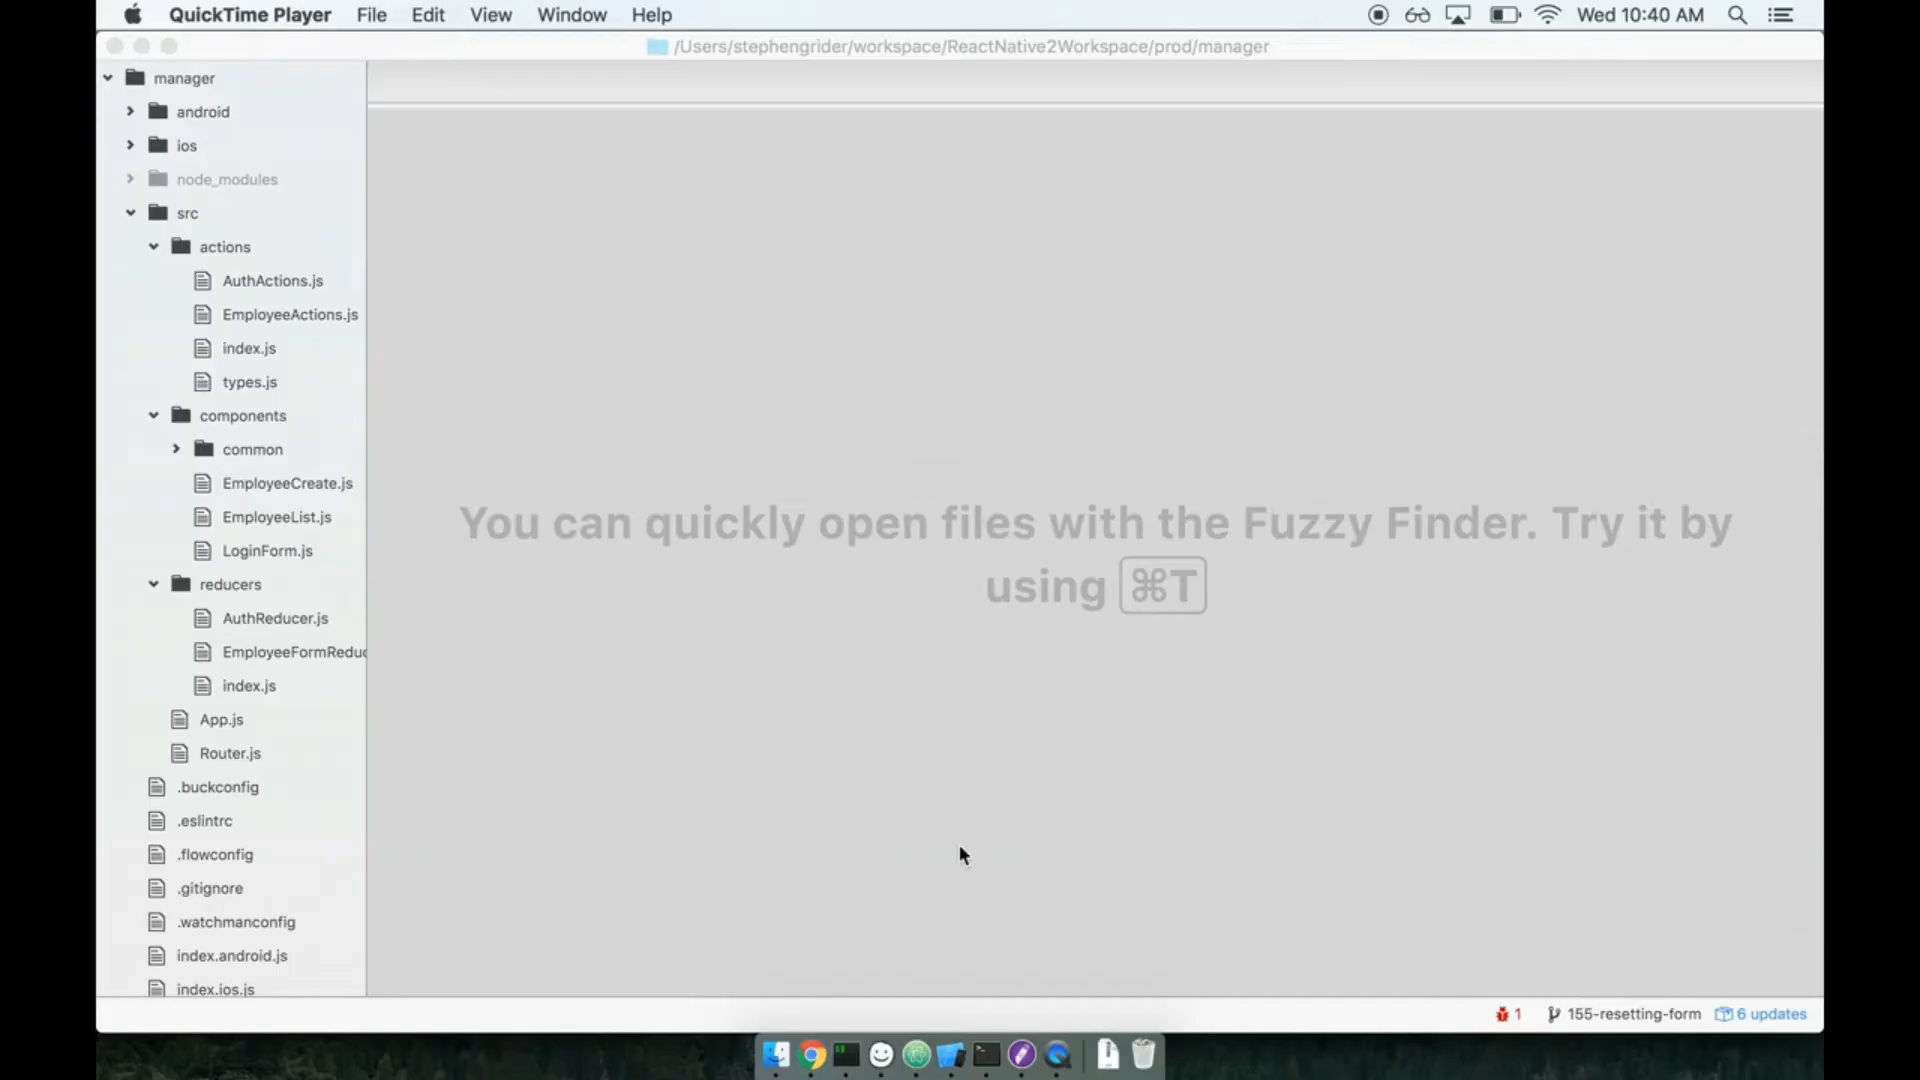 QuickTime Player File Edit View Window Help Wed 10:40 AM
/Users/stephengrider/workspace/ReactNative2Workspace/prod/manager
manager
android
ios
node_modules
src
actions
AuthActions.js
EmployeeActions.js
index.js
types.js
components
common
EmployeeCreate.js
EmployeeList.js
LoginForm.js
reducers
AuthReducer.js
EmployeeFormReduc
index.js
App.js
Router.js
.buckconfig
.eslintrc
.flowconfig
.gitignore
.watchmanconfig
index.android.js
index.ios.js
You can quickly open files with the Fuzzy Finder. Try it by
using ⌘T
1 155-resetting-form 6 updates